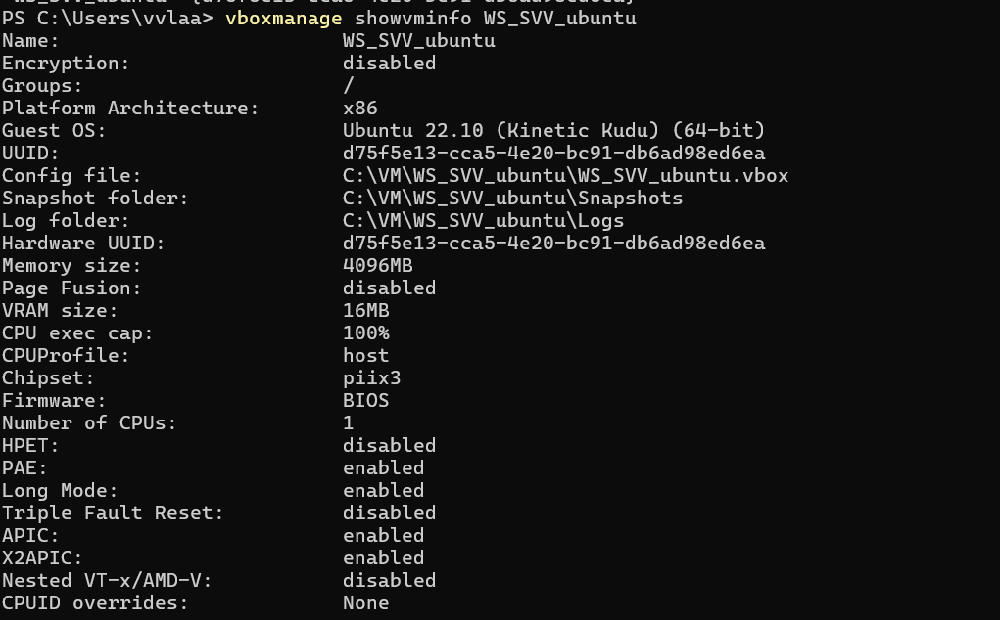 PS C:\Users\vvlaa> vboxmanage showvminfo WS_SVV_ubuntu
Name: WS_SVV_ubuntu
Encryption: disabled
Groups: /
Platform Architecture: x86
Guest OS: Ubuntu 22.10 (Kinetic Kudu) (64-bit)
UUID: d75f5e13-cca5-4e20-bc91-db6ad98ed6ea
Config file: C:\VM\WS_SVV_ubuntu\WS_SVV_ubuntu.vbox
Snapshot folder: C:\VM\WS_SVV_ubuntu\Snapshots
Log folder: C:\VM\WS_SVV_ubuntu\Logs
Hardware UUID: d75f5e13-cca5-4e20-bc91-db6ad98ed6ea
Memory size: 4096MB
Page Fusion: disabled
VRAM size: 16MB
CPU exec cap: 100%
CPUProfile: host
Chipset: piix3
Firmware: BIOS
Number of CPUs: 1
HPET: disabled
PAE: enabled
Long Mode: enabled
Triple Fault Reset: disabled
APIC: enabled
X2APIC: enabled
Nested VT-x/AMD-V: disabled
CPUID overrides: None